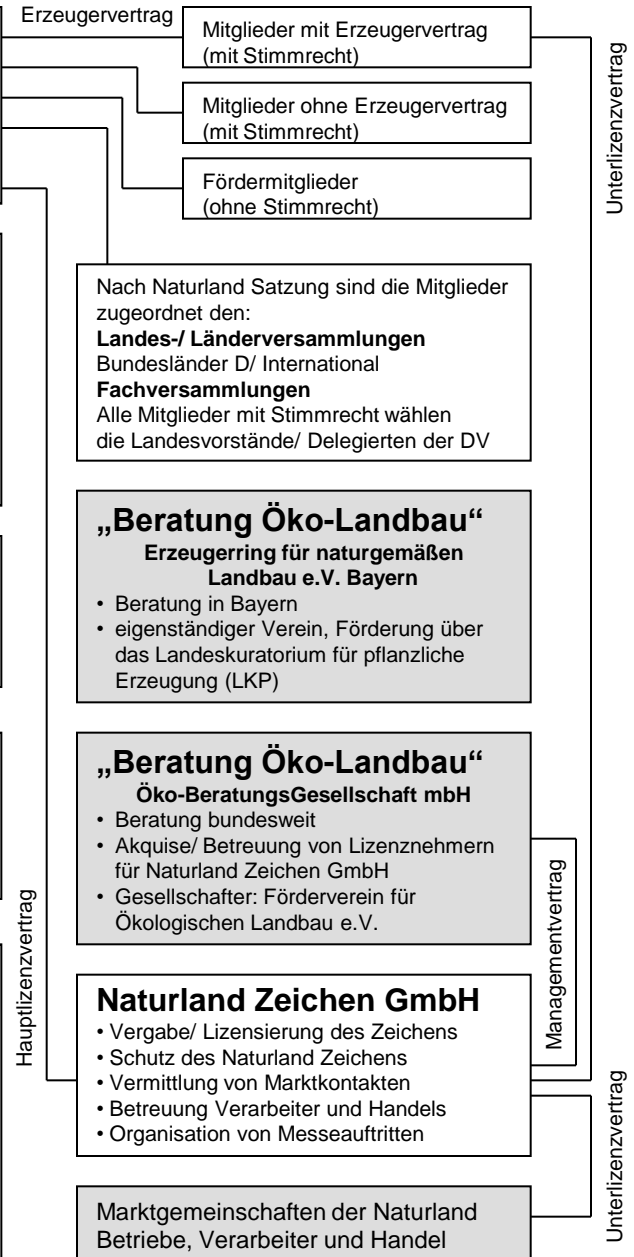 Erzeugervertrag
Mitglieder mit Erzeugervertrag
(mit Stimmrecht)
Unterlizenzvertrag
Mitglieder ohne Erzeugervertrag
(mit Stimmrecht)
Fördermitglieder
(ohne Stimmrecht)
Nach Naturland Satzung sind die Mitglieder
zugeordnet den:
Landes-/ Länderversammlungen
Bundesländer D/ International
Fachversammlungen
Alle Mitglieder mit Stimmrecht wählen
die Landesvorstände/ Delegierten der DV
„Beratung Öko-Landbau“
Erzeugerring für naturgemäßen
Landbau e.V. Bayern
• Beratung in Bayern
• eigenständiger Verein, Förderung über
das Landeskuratorium für pflanzliche
Erzeugung (LKP)
„Beratung Öko-Landbau“
Öko-BeratungsGesellschaft mbH
• Beratung bundesweit
• Akquise/ Betreuung von Lizenznehmern
für Naturland Zeichen GmbH
• Gesellschafter: Förderverein für
Ökologischen Landbau e.V.
Managementvertrag
Hauptlizenzvertrag
Naturland Zeichen GmbH
• Vergabe/ Lizensierung des Zeichens
• Schutz des Naturland Zeichens
• Vermittlung von Marktkontakten
• Betreuung Verarbeiter und Handels
• Organisation von Messeauftritten
Unterlizenzvertrag
Marktgemeinschaften der Naturland
Betriebe, Verarbeiter und Handel